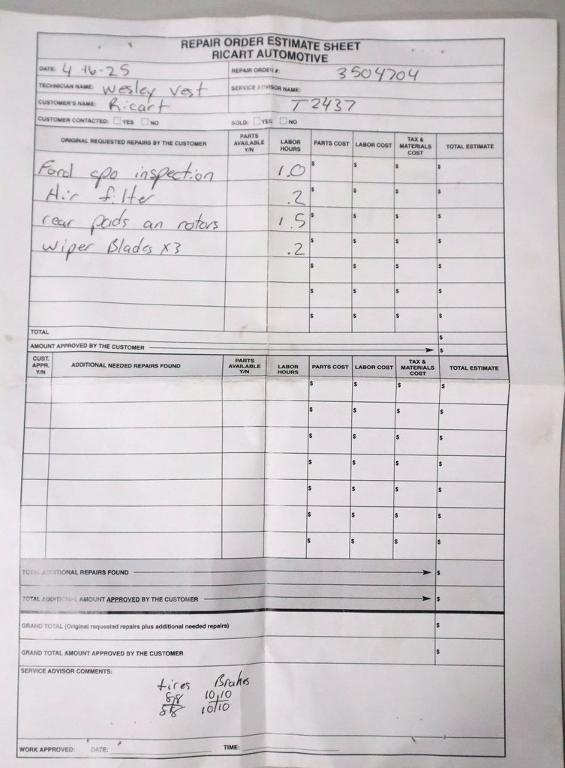 REPAIR ORDER ESTIMATE SHEET
RICART AUTOMOTIVE
DATE: 4-16-25 REPAIR ORDER #: 3504704
TECHNICIAN NAME: Wesley Vest SERVICE ADVISOR NAME:
CUSTOMER'S NAME: Ricart T2437
CUSTOMER CONTACTED: YES NO SOLD: YES NO
ORIGINAL REQUESTED REPAIRS BY THE CUSTOMER PARTS AVAILABLE Y/N LABOR HOURS PARTS COST LABOR COST TAX & MATERIALS COST TOTAL ESTIMATE
Ford cpo inspection 1.0 $ $ $ $
Air filter .2 $ $ $ $
rear pads an rotors 1.5 $ $ $ $
wiper Blades x3 .2 $ $ $ $
$ $ $ $
$ $ $ $
$ $ $ $
TOTAL $
AMOUNT APPROVED BY THE CUSTOMER $
CUST. APPR. Y/N ADDITIONAL NEEDED REPAIRS FOUND PARTS AVAILABLE Y/N LABOR HOURS PARTS COST LABOR COST TAX & MATERIALS COST TOTAL ESTIMATE
$ $ $ $
$ $ $ $
$ $ $ $
$ $ $ $
$ $ $ $
$ $ $ $
$ $ $ $
TOTAL ADDITIONAL REPAIRS FOUND $
TOTAL ADDITIONAL AMOUNT APPROVED BY THE CUSTOMER $
GRAND TOTAL (Original requested repairs plus additional needed repairs) $
GRAND TOTAL AMOUNT APPROVED BY THE CUSTOMER $
SERVICE ADVISOR COMMENTS:
tires Brakes
8/8 10/10
8/8 10/10
WORK APPROVED: DATE: TIME: